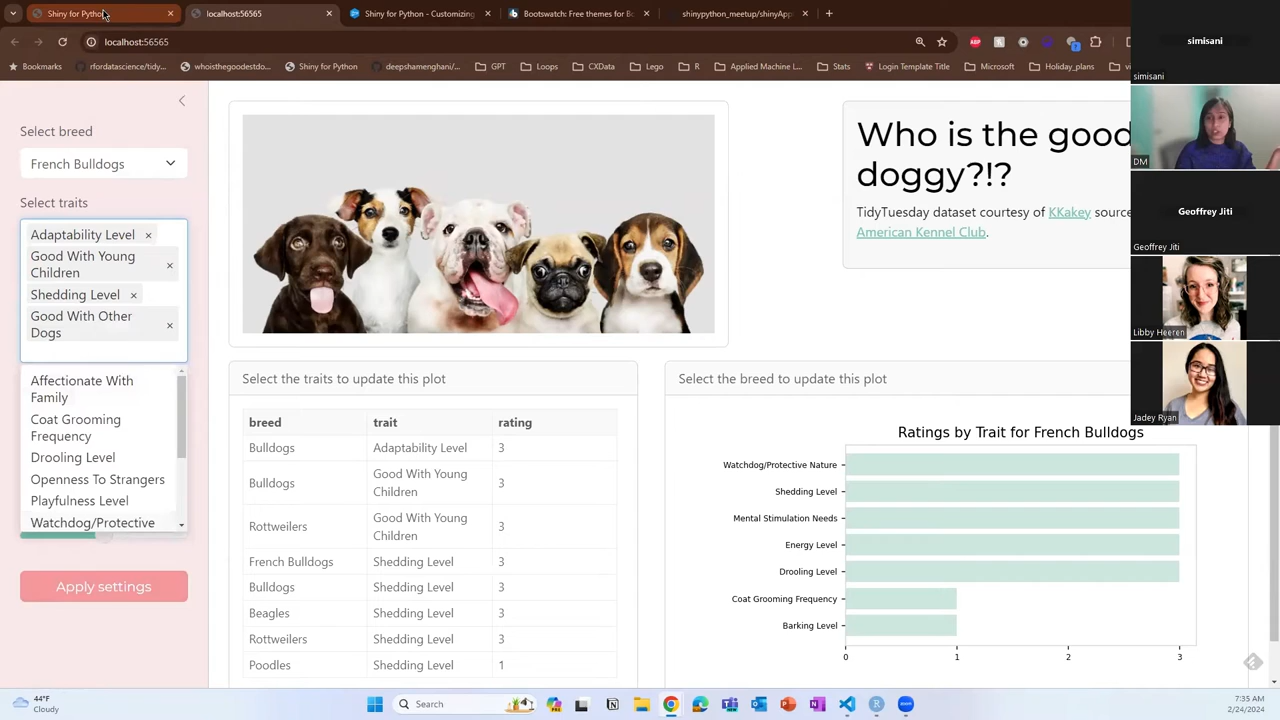 Shiny for Python
localhost:56565
Shiny for Python - Customizing
Bootswatch: Free themes for Bo
shinypython_meetup/shinyApp
localhost:56565
Bookmarks
rfordatascience/tidy...
whoisthegoodestdo...
Shiny for Python
deepshamenghani/...
GPT
Loops
CXData
Lego
R
Applied Machine L...
Stats
Login Template Title
Microsoft
Holiday_plans
simisani
simisani
DM
Geoffrey Jiti
Geoffrey Jiti
Libby Heeren
Jadey Ryan
Select breed
French Bulldogs
Select traits
Adaptability Level ×
Good With Young
Children ×
Shedding Level ×
Good With Other
Dogs ×
Affectionate With
Family
Coat Grooming
Frequency
Drooling Level
Openness To Strangers
Playfulness Level
Watchdog/Protective
Apply settings
Who is the good
doggy?!?
TidyTuesday dataset courtesy of KKakey source
American Kennel Club.
Select the traits to update this plot
breed trait rating
Bulldogs Adaptability Level 3
Bulldogs Good With Young Children 3
Rottweilers Good With Young Children 3
French Bulldogs Shedding Level 3
Bulldogs Shedding Level 3
Beagles Shedding Level 3
Rottweilers Shedding Level 3
Poodles Shedding Level 1
Select the breed to update this plot
Ratings by Trait for French Bulldogs
Watchdog/Protective Nature
Shedding Level
Mental Stimulation Needs
Energy Level
Drooling Level
Coat Grooming Frequency
Barking Level
0 1 2 3
44°F
Cloudy
Search
7:35 AM
2/24/2024